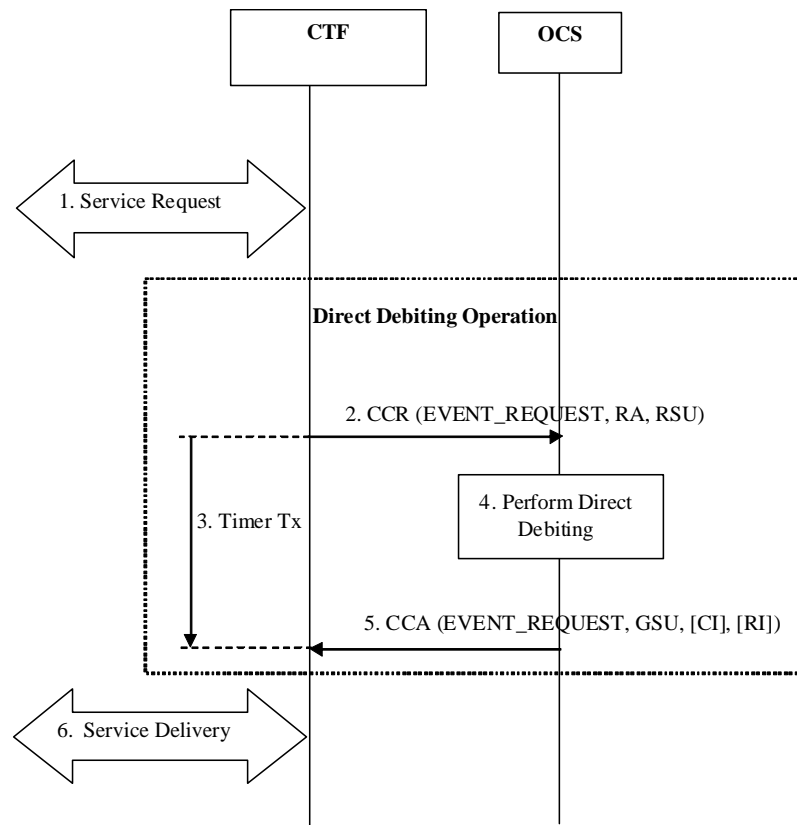 CTF
OCS
1. Service Request
Direct Debiting Operation
2. CCR (EVENT_REQUEST, RA, RSU)
3. Timer Tx
4. Perform Direct
Debiting
5. CCA (EVENT_REQUEST, GSU, [CI], [RI])
6. Service Delivery